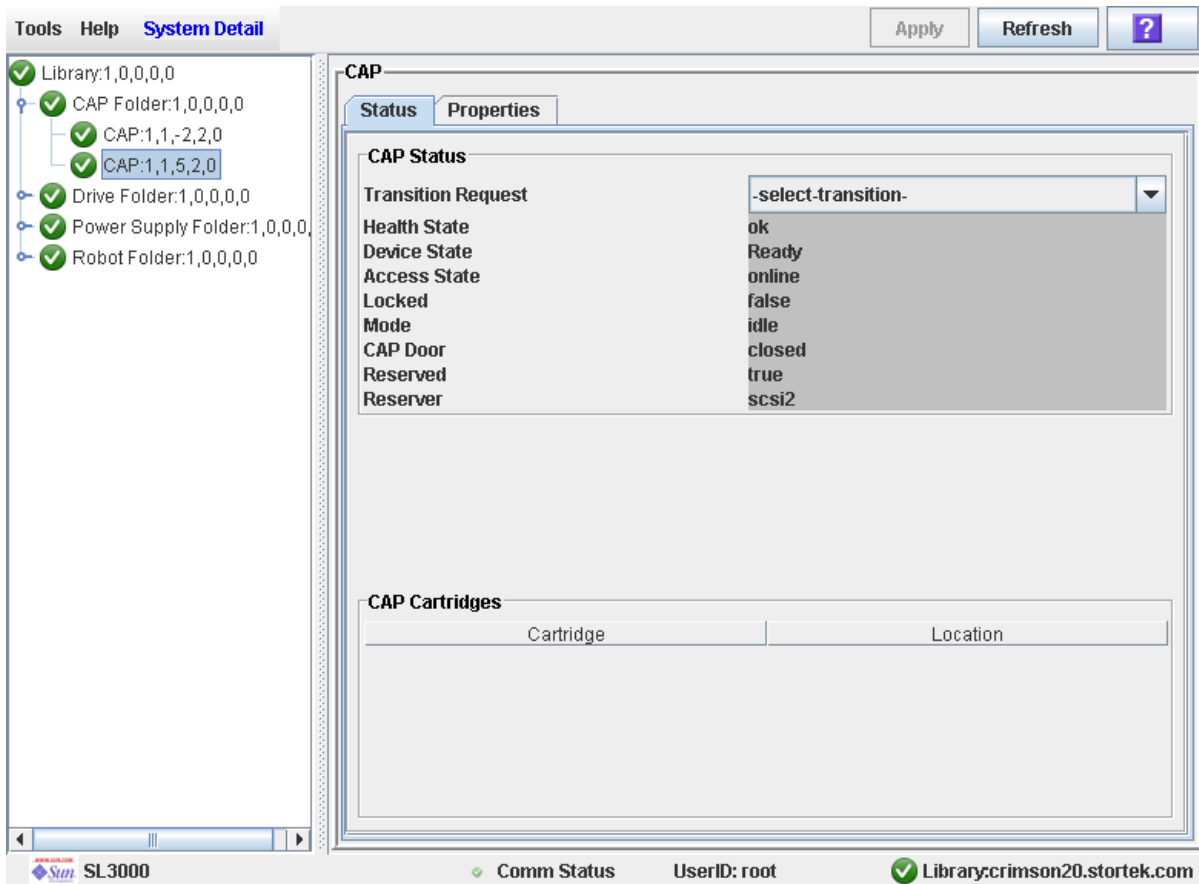 Tools Help System Detail Apply Refresh ?
Library:1,0,0,0,0
CAP Folder:1,0,0,0,0
CAP:1,1,-2,2,0
CAP:1,1,5,2,0
Drive Folder:1,0,0,0,0
Power Supply Folder:1,0,0,0,
Robot Folder:1,0,0,0,0
CAP
Status Properties
CAP Status
Transition Request -select-transition-
Health State ok
Device State Ready
Access State online
Locked false
Mode idle
CAP Door closed
Reserved true
Reserver scsi2
CAP Cartridges
Cartridge Location
Sun SL3000 Comm Status UserID: root Library:crimson20.stortek.com